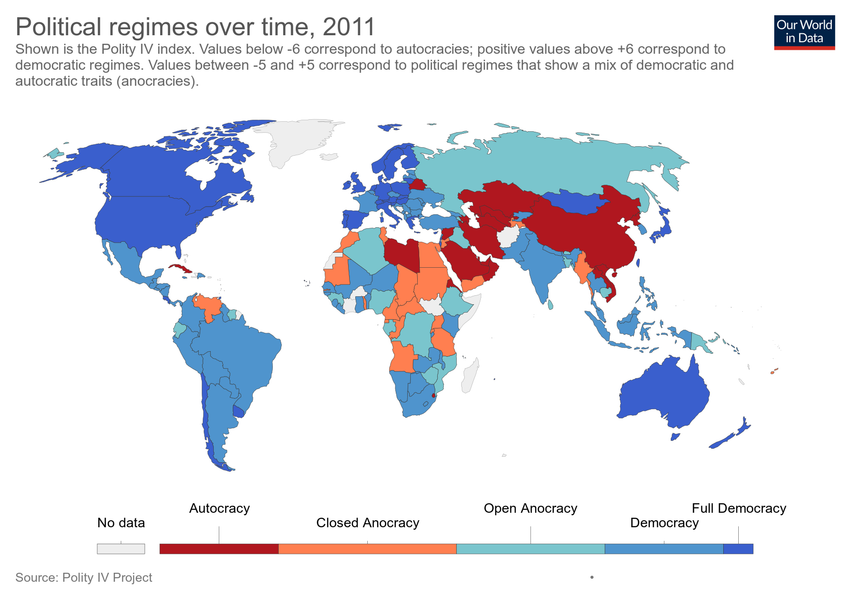 Political regimes over time, 2011
Our World
in Data
Shown is the Polity IV index. Values below -6 correspond to autocracies; positive values above +6 correspond to
democratic regimes. Values between -5 and +5 correspond to political regimes that show a mix of democratic and
autocratic traits (anocracies).
Autocracy
Open Anocracy
Full Democracy
No data
Closed Anocracy
Democracy
Source: Polity IV Project